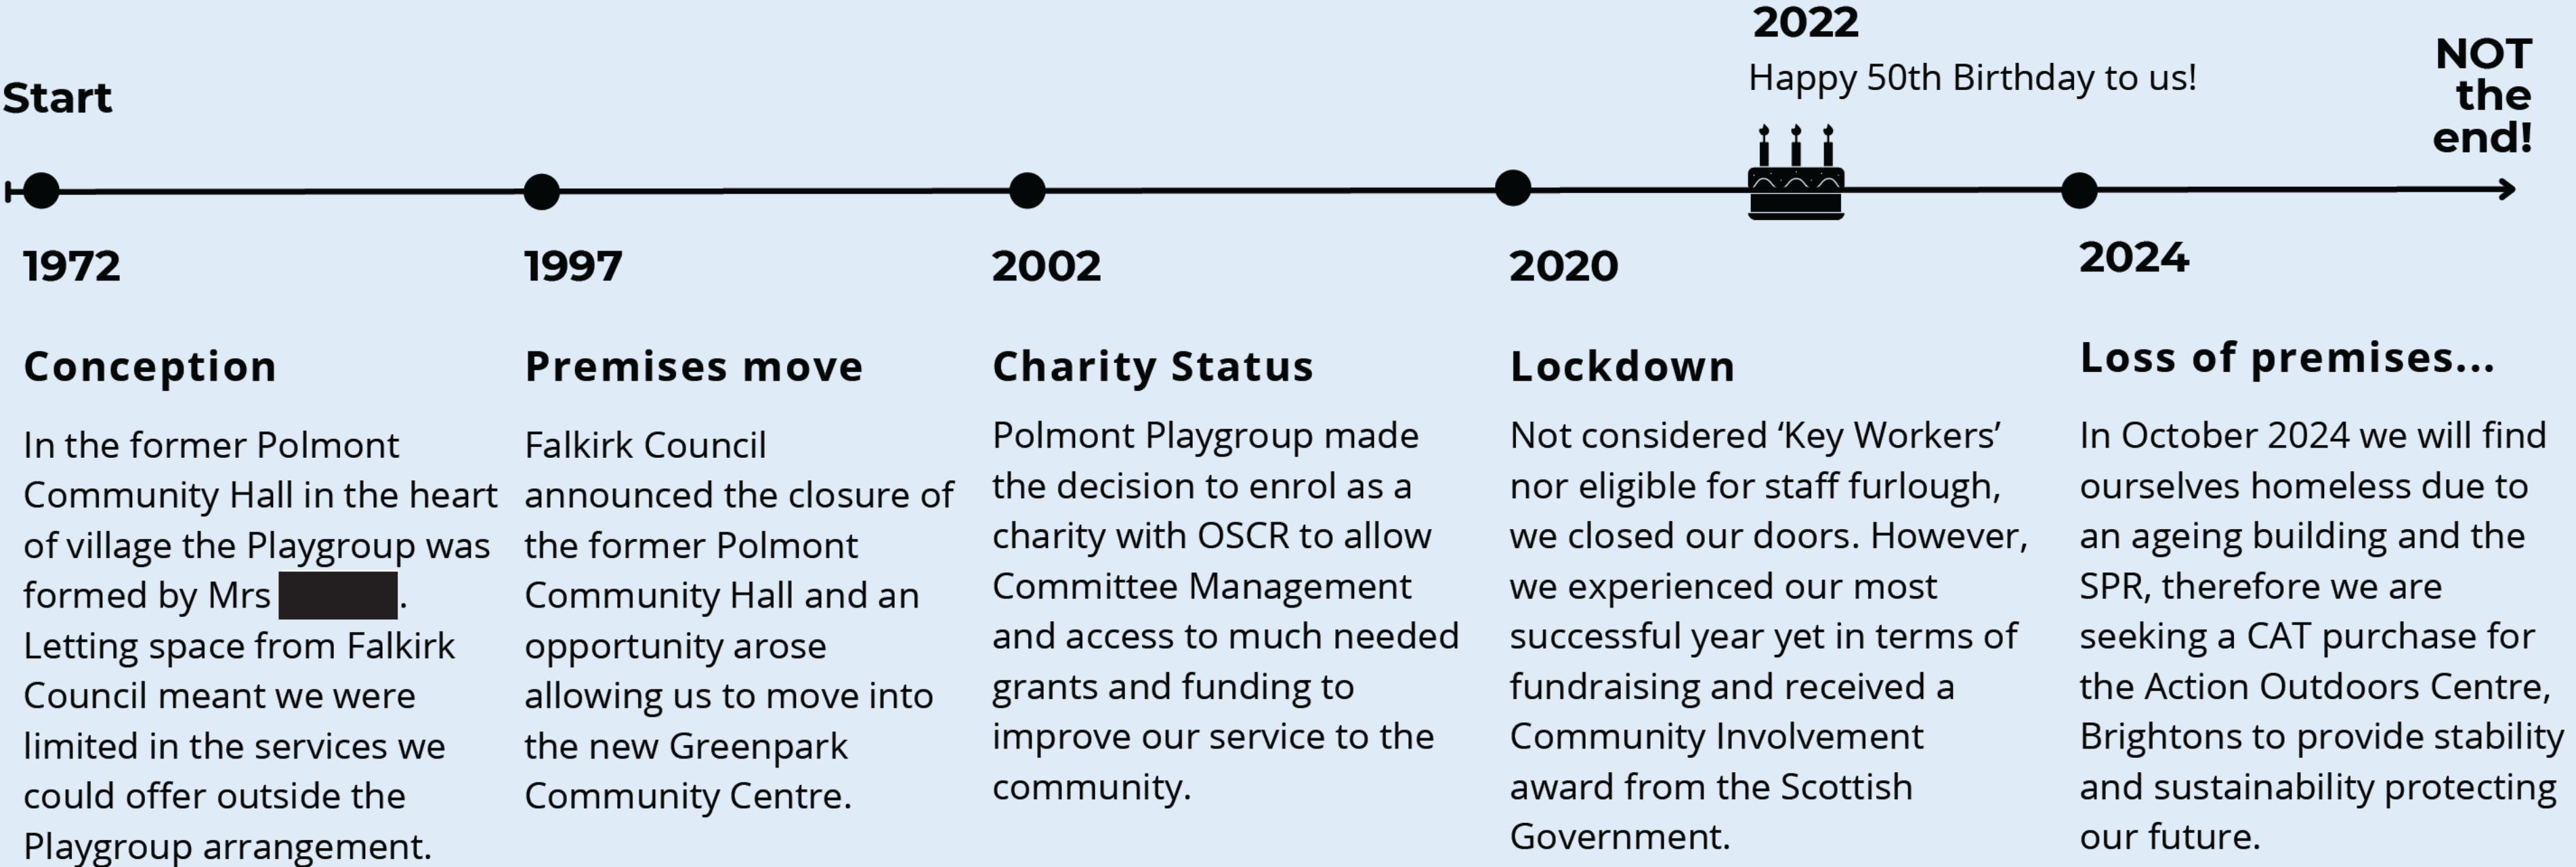 Start
2022
Happy 50th Birthday to us!
NOT
the
end!
1972
Conception
In the former Polmont
Community Hall in the heart
of village the Playgroup was
formed by Mrs .
Letting space from Falkirk
Council meant we were
limited in the services we
could offer outside the
Playgroup arrangement.
1997
Premises move
Falkirk Council
announced the closure of
the former Polmont
Community Hall and an
opportunity arose
allowing us to move into
the new Greenpark
Community Centre.
2002
Charity Status
Polmont Playgroup made
the decision to enrol as a
charity with OSCR to allow
Committee Management
and access to much needed
grants and funding to
improve our service to the
community.
2020
Lockdown
Not considered ‘Key Workers’
nor eligible for staff furlough,
we closed our doors. However,
we experienced our most
successful year yet in terms of
fundraising and received a
Community Involvement
award from the Scottish
Government.
2024
Loss of premises...
In October 2024 we will find
ourselves homeless due to
an ageing building and the
SPR, therefore we are
seeking a CAT purchase for
the Action Outdoors Centre,
Brightons to provide stability
and sustainability protecting
our future.